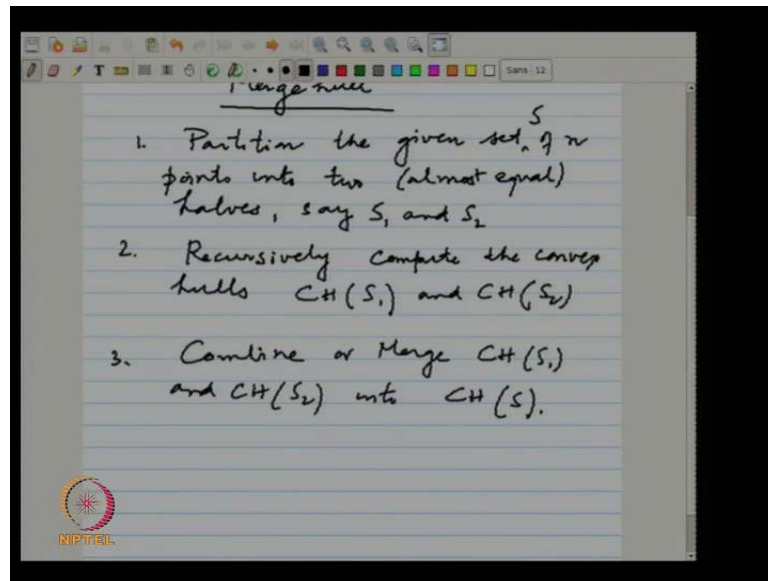 Sans 12
Merge hull
1. Partition the given set S of n
points into two (almost equal)
halves, say S₁ and S₂
2. Recursively compute the convex
hulls CH(S₁) and CH(S₂)
3. Combine or Merge CH(S₁)
and CH(S₂) into CH(S).
NPTEL